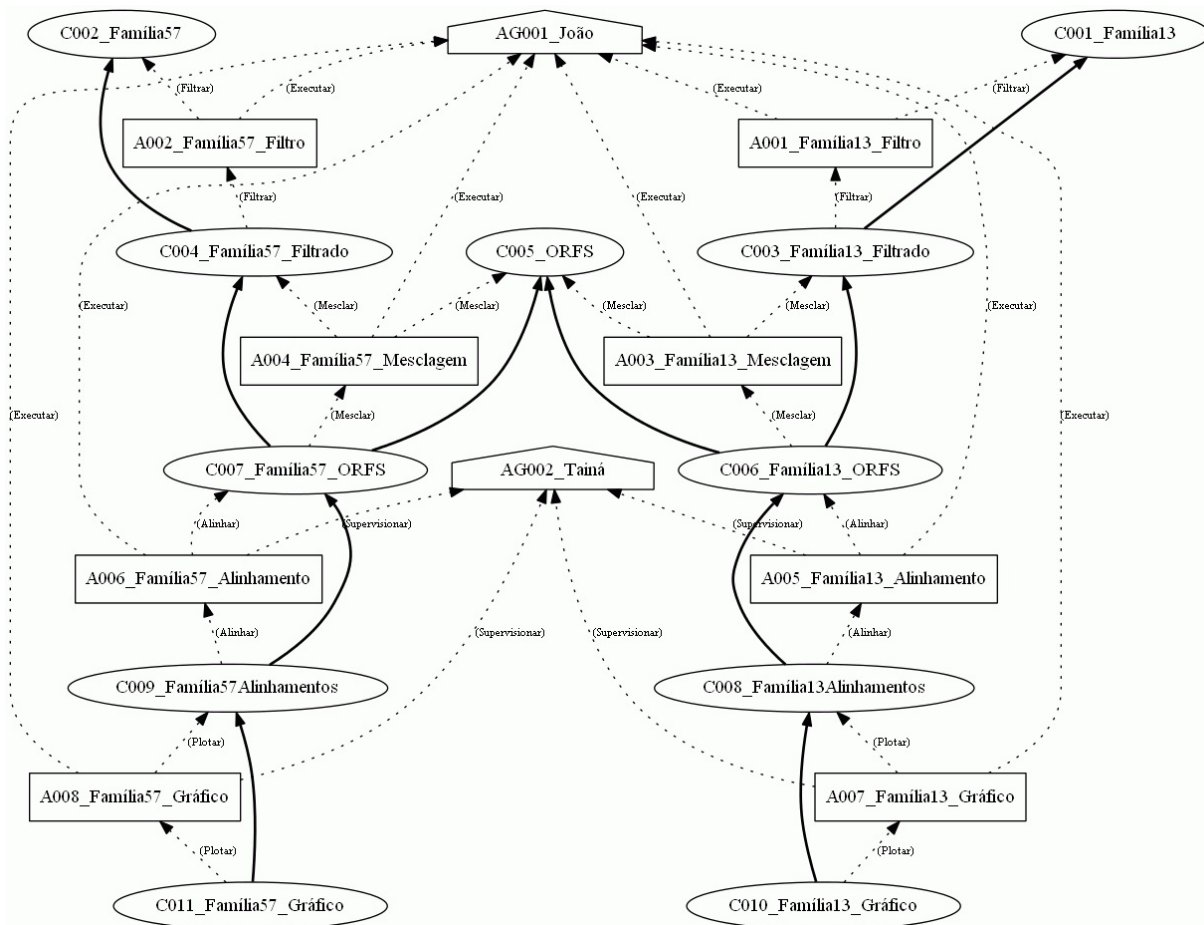 C002_Família57
AG001_João
C001_Família13
(Filtrar)
(Executar)
(Executar)
(Filtrar)
A002_Família57_Filtro
A001_Família13_Filtro
(Filtrar)
(Executar)
(Executar)
(Filtrar)
C004_Família57_Filtrado
C005_ORFS
C003_Família13_Filtrado
(Executar)
(Mesclar)
(Mesclar)
(Mesclar)
(Mesclar)
(Executar)
A004_Família57_Mesclagem
A003_Família13_Mesclagem
(Executar)
(Mesclar)
(Mesclar)
(Executar)
C007_Família57_ORFS
AG002_Tainá
C006_Família13_ORFS
(Alinhar)
(Supervisionar)
(Supervisionar)
(Alinhar)
A006_Família57_Alinhamento
A005_Família13_Alinhamento
(Alinhar)
(Supervisionar)
(Supervisionar)
(Alinhar)
C009_Família57Alinhamentos
C008_Família13Alinhamentos
(Plotar)
(Plotar)
A008_Família57_Gráfico
A007_Família13_Gráfico
(Plotar)
(Plotar)
C011_Família57_Gráfico
C010_Família13_Gráfico